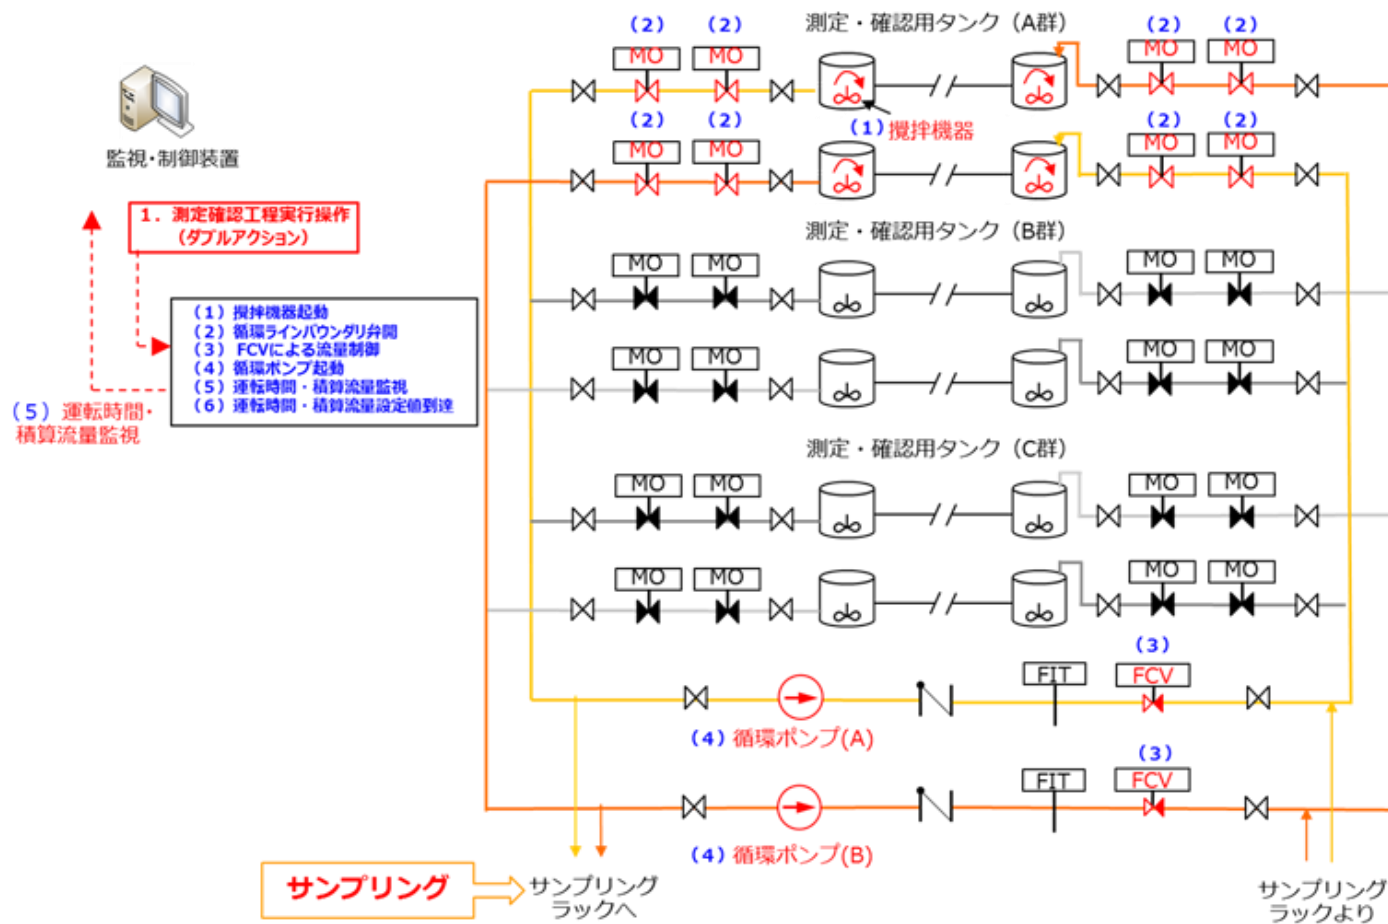 測定・確認用タンク（A群）
（2）
（2）
（2）
（2）
MO
MO
MO
MO
（1）攪拌機器
（2）
（2）
（2）
（2）
MO
MO
MO
MO
監視・制御装置
1．測定確認工程実行操作
（ダブルアクション）
測定・確認用タンク（B群）
MO
MO
MO
MO
（1）攪拌機器起動
（2）循環ラインバウンダリ弁開
（3） FCVによる流量制御
（4）循環ポンプ起動
（5）運転時間・積算流量監視
（6）運転時間・積算流量設定値到達
MO
MO
MO
MO
（5）運転時間・
積算流量監視
測定・確認用タンク（C群）
MO
MO
MO
MO
MO
MO
MO
MO
（3）
FIT
FCV
（4）循環ポンプ(A)
（3）
FIT
FCV
（4）循環ポンプ(B)
サンプリング
サンプリング
ラックへ
サンプリング
ラックより